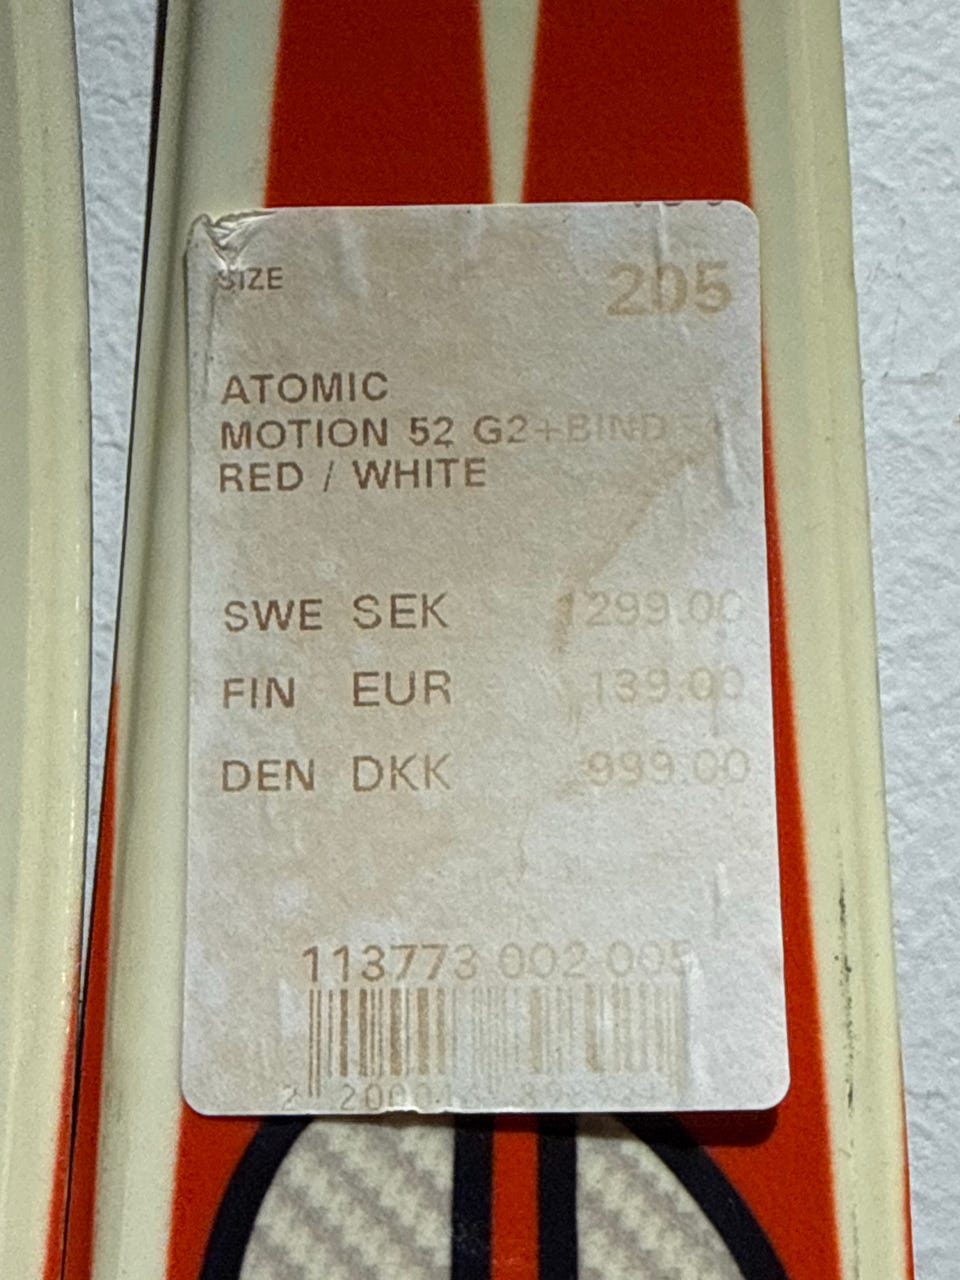 SIZE 205
ATOMIC
MOTION 52 G2+BIND
RED / WHITE
SWE SEK 1299.00
FIN EUR 139.00
DEN DKK 999.00
113773 002 005